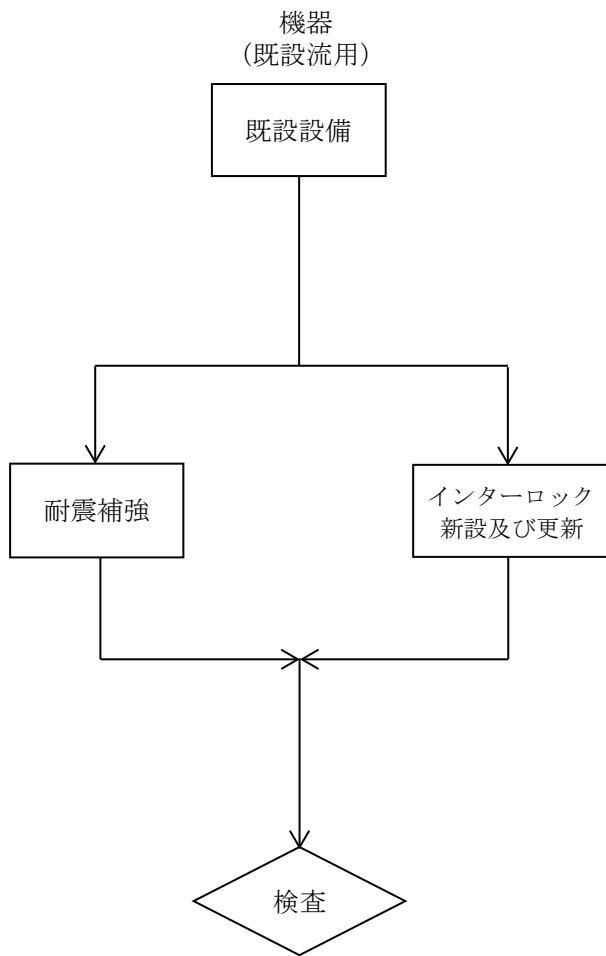 機器
（既設流用）
既設設備
耐震補強
インターロック
新設及び更新
検査